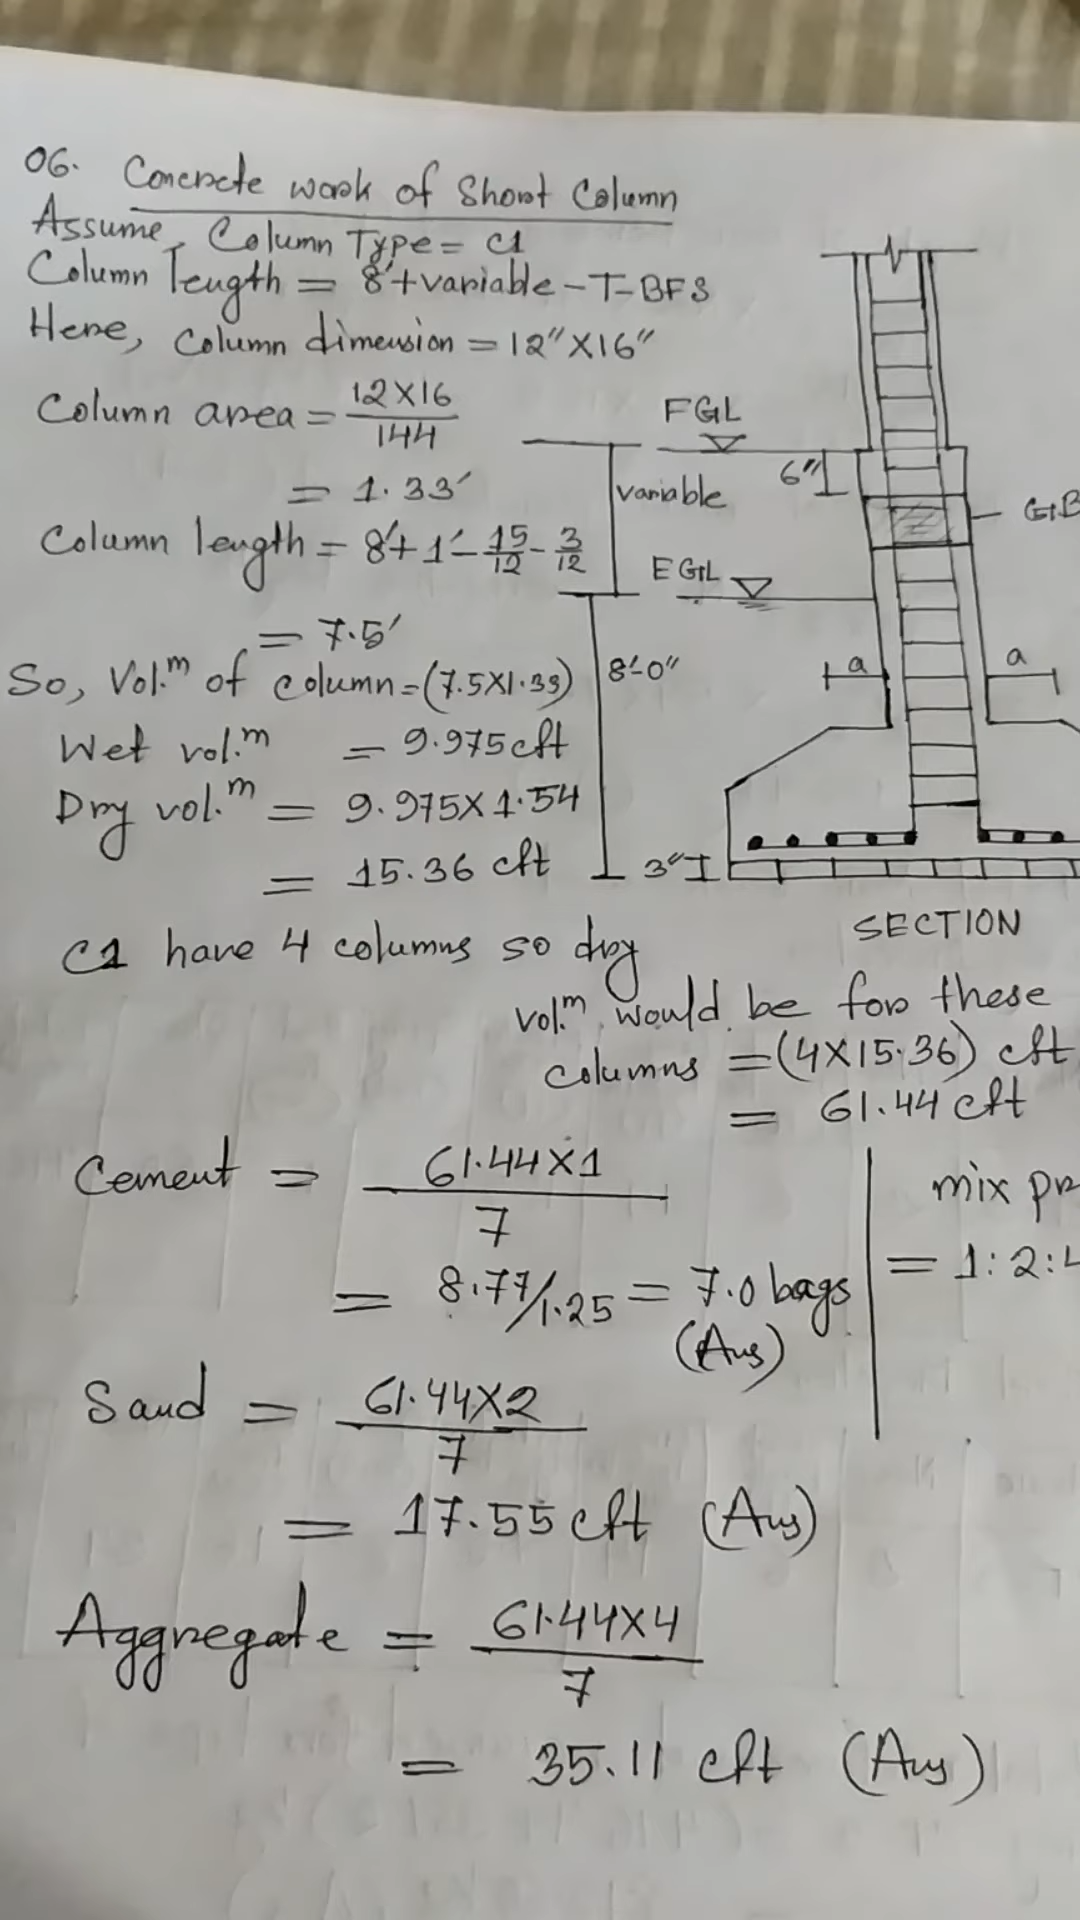 06. Concrete work of Short Column
Assume, Column Type = C1
Column length = 8'+variable-T-BFS
Here, Column dimension = 12"X16"
Column area = 12X16/144
= 1.33'
Column length = 8'+1'-15/12-3/12
= 7.5'
So, Vol.m of column=(7.5X1.33)
Wet vol.m = 9.975cft
Dry vol.m = 9.975X1.54
= 15.36 cft
C1 have 4 columns so dry
vol.m would be for these
columns =(4X15.36) cft
= 61.44 cft
Cement = 61.44X1/7
= 8.77/1.25 = 7.0 bags
(Ans)
mix
= 1:2:
Sand = 61.44X2/7
= 17.55 cft (Ans)
Aggregate = 61.44X4/7
= 35.11 cft (Ans)
FGL
variable
6"
EGL
8'-0"
a
a
3"
SECTION